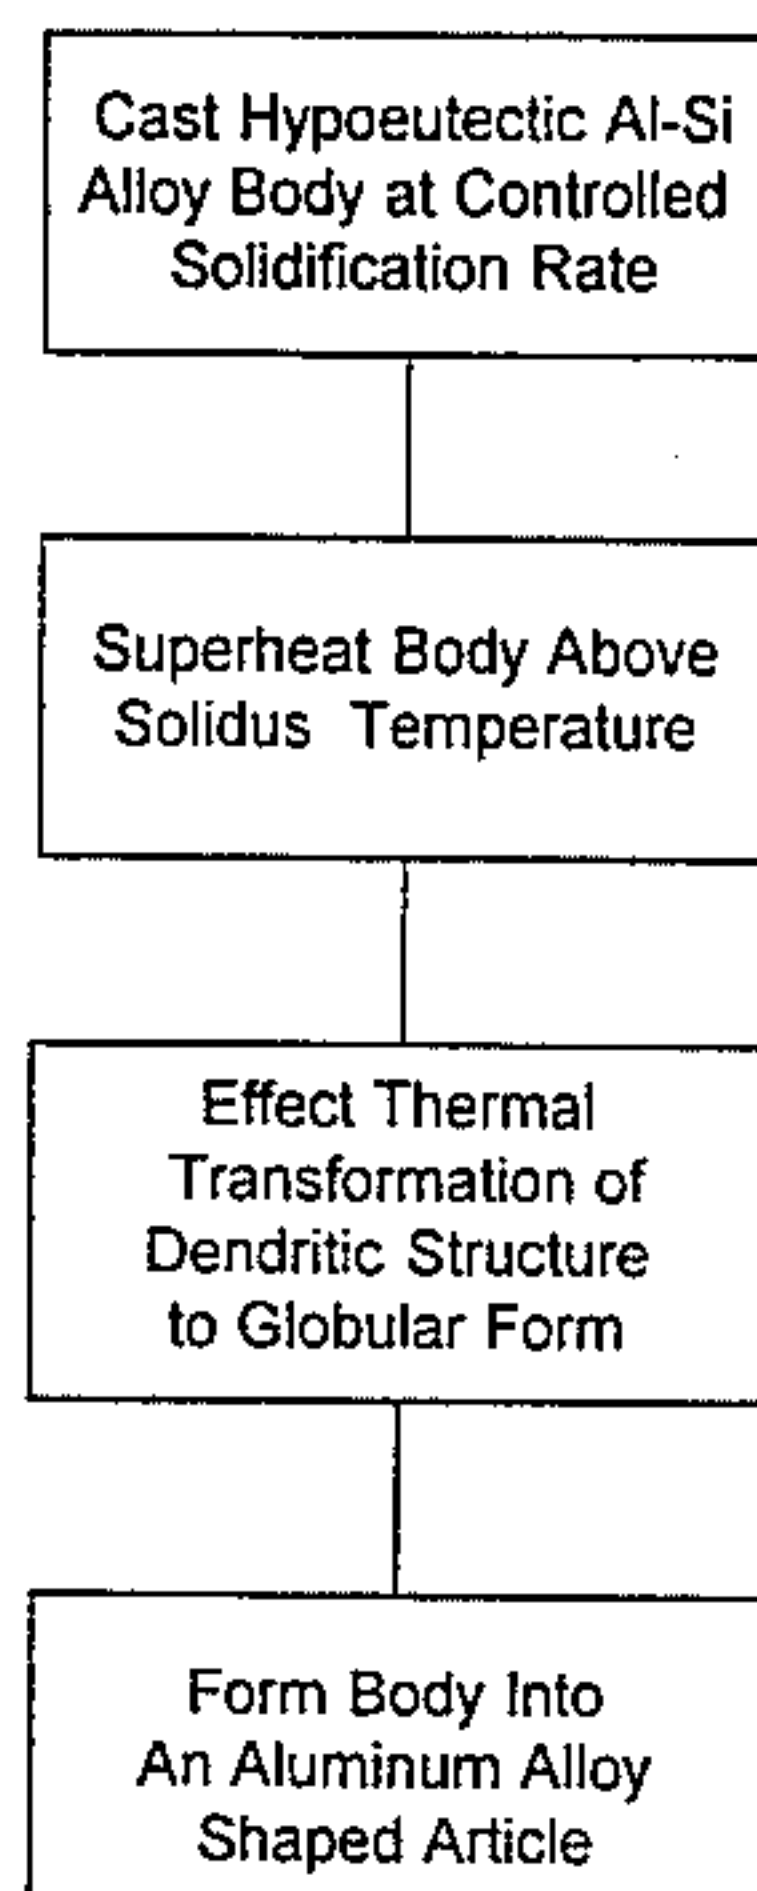 Cast Hypoeutectic Al-Si
Alloy Body at Controlled
Solidification Rate
Superheat Body Above
Solidus Temperature
Effect Thermal
Transformation of
Dendritic Structure
to Globular Form
Form Body Into
An Aluminum Alloy
Shaped Article